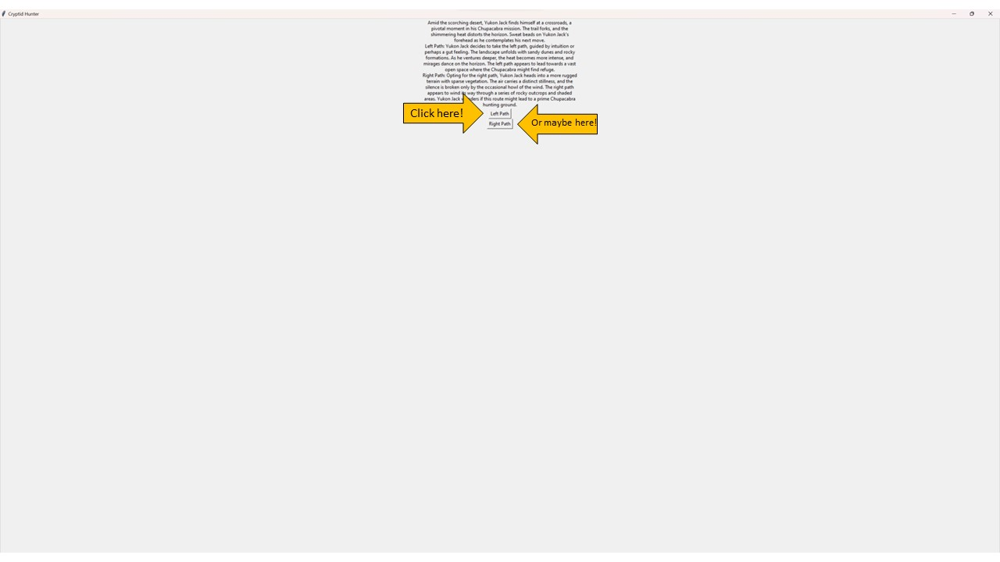 Cryptid Hunter
Amid the scorching desert, Yukon Jack finds himself at a crossroads, a
pivotal moment in his Chupacabra mission. The trail forks, and the
shimmering heat distorts the horizon. Sweat beads on Yukon Jack's
forehead as he contemplates his next move.
Left Path: Yukon Jack decides to take the left path, guided by intuition or
perhaps a gut feeling. The landscape unfolds with sandy dunes and rocky
formations. As he ventures deeper, the heat becomes more intense, and
mirages dance on the horizon. The left path appears to lead towards a vast
open space where the Chupacabra might find refuge.
Right Path: Opting for the right path, Yukon Jack heads into a more rugged
terrain with sparse vegetation. The air carries a distinct stillness, and the
silence is broken only by the occasional howl of the wind. The right path
appears to wind its way through a series of rocky outcrops and shaded
areas. Yukon Jack if this route might lead to a prime Chupacabra
hunting ground.
Click here!
Left Path
Right Path
Or maybe here!